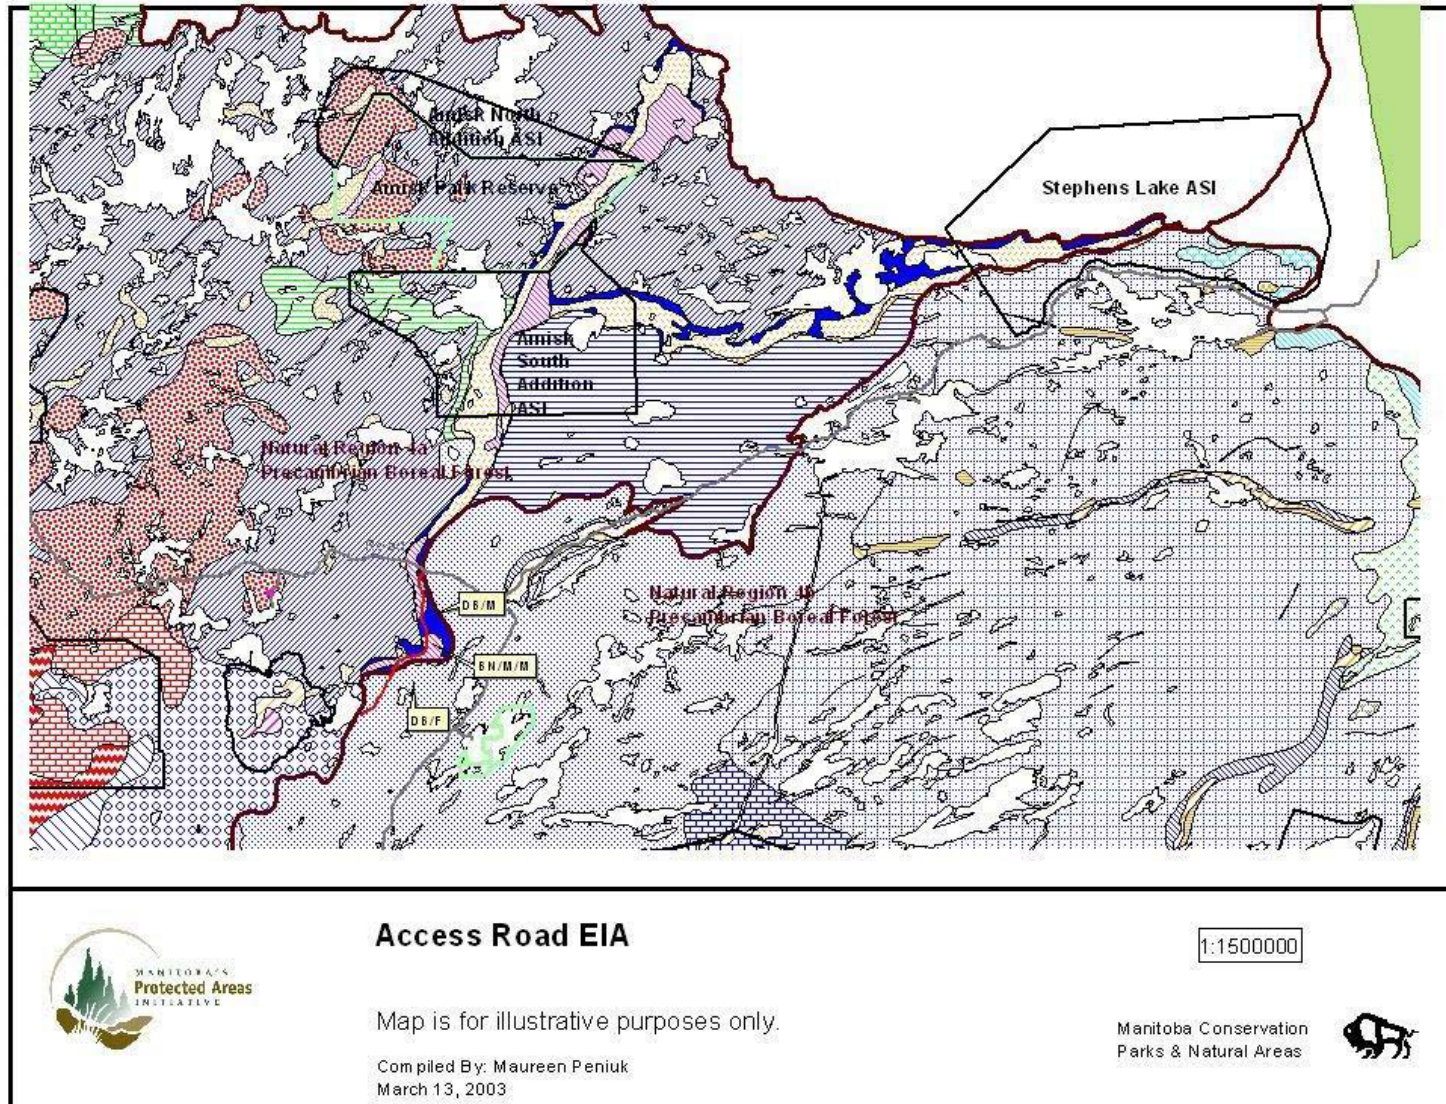 Amisk North
Addition ASI
Amisk Park Reserve
Stephens Lake ASI
Amisk
South
Addition
ASI
Natural Region 4a
Precambrian Boreal Forest
DB/M
Natural Region 4b
Precambrian Boreal Forest
BN/M/M
DB/F
Access Road EIA
1:1500000
MANITOBA'S
Protected Areas
INITIATIVE
Map is for illustrative purposes only.
Manitoba Conservation
Parks & Natural Areas
Compiled By: Maureen Peniuk
March 13, 2003